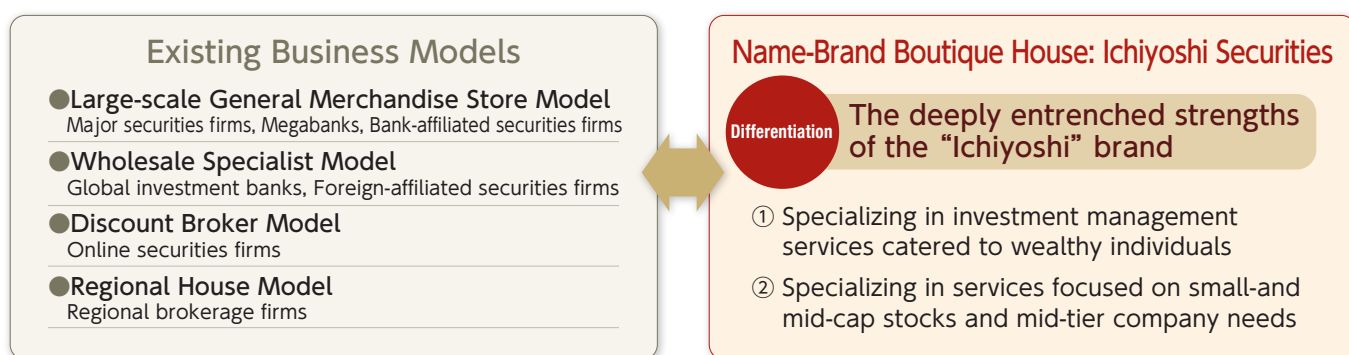 Existing Business Models
●Large-scale General Merchandise Store Model
Major securities firms, Megabanks, Bank-affiliated securities firms
●Wholesale Specialist Model
Global investment banks, Foreign-affiliated securities firms
●Discount Broker Model
Online securities firms
●Regional House Model
Regional brokerage firms
Name-Brand Boutique House: Ichiyoshi Securities
Differentiation
The deeply entrenched strengths
of the “Ichiyoshi” brand
① Specializing in investment management
services catered to wealthy individuals
② Specializing in services focused on small-and
mid-cap stocks and mid-tier company needs